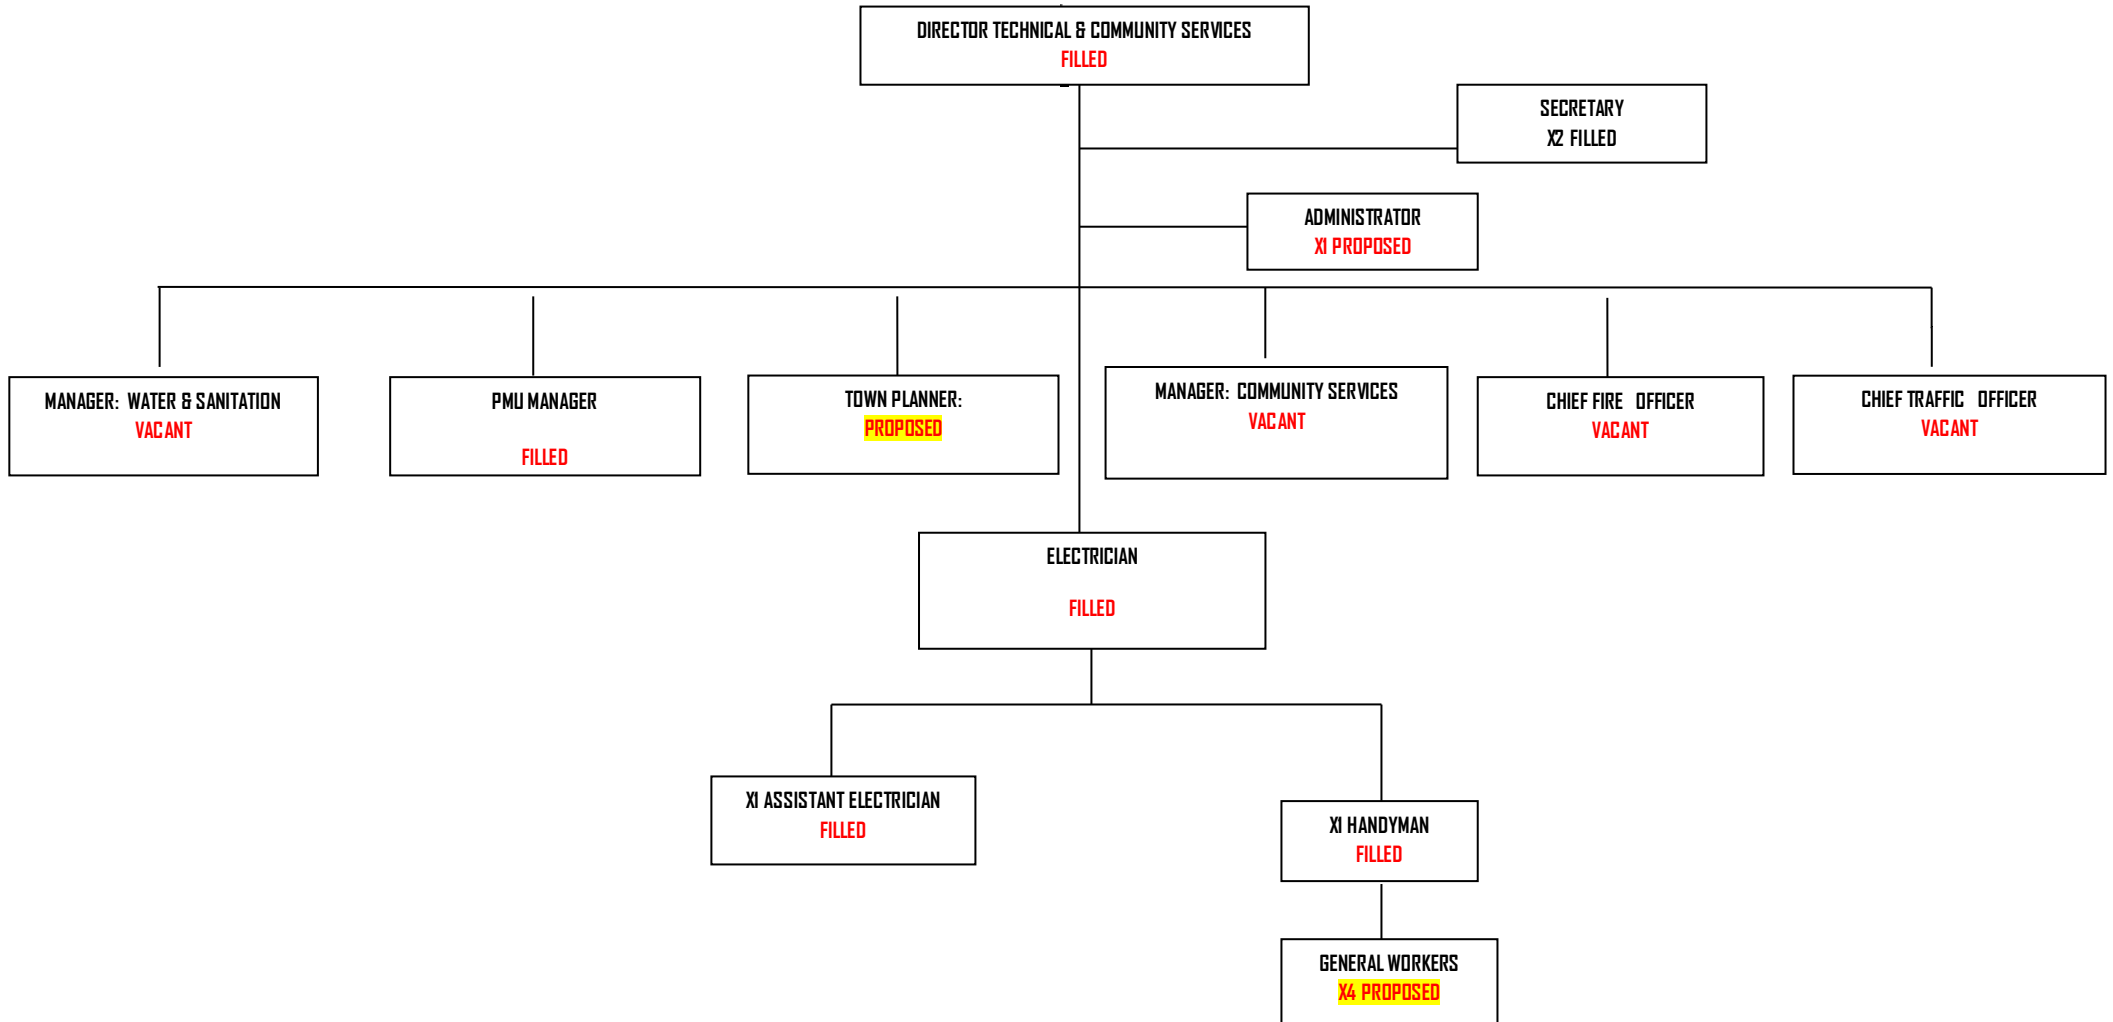 DIRECTOR TECHNICAL & COMMUNITY SERVICES
FILLED
SECRETARY
X2 FILLED
ADMINISTRATOR
X1 PROPOSED
MANAGER: WATER & SANITATION
VACANT
PMU MANAGER
FILLED
TOWN PLANNER:
PROPOSED
MANAGER: COMMUNITY SERVICES
VACANT
CHIEF FIRE OFFICER
VACANT
CHIEF TRAFFIC OFFICER
VACANT
ELECTRICIAN
FILLED
X1 ASSISTANT ELECTRICIAN
FILLED
X1 HANDYMAN
FILLED
GENERAL WORKERS
X4 PROPOSED